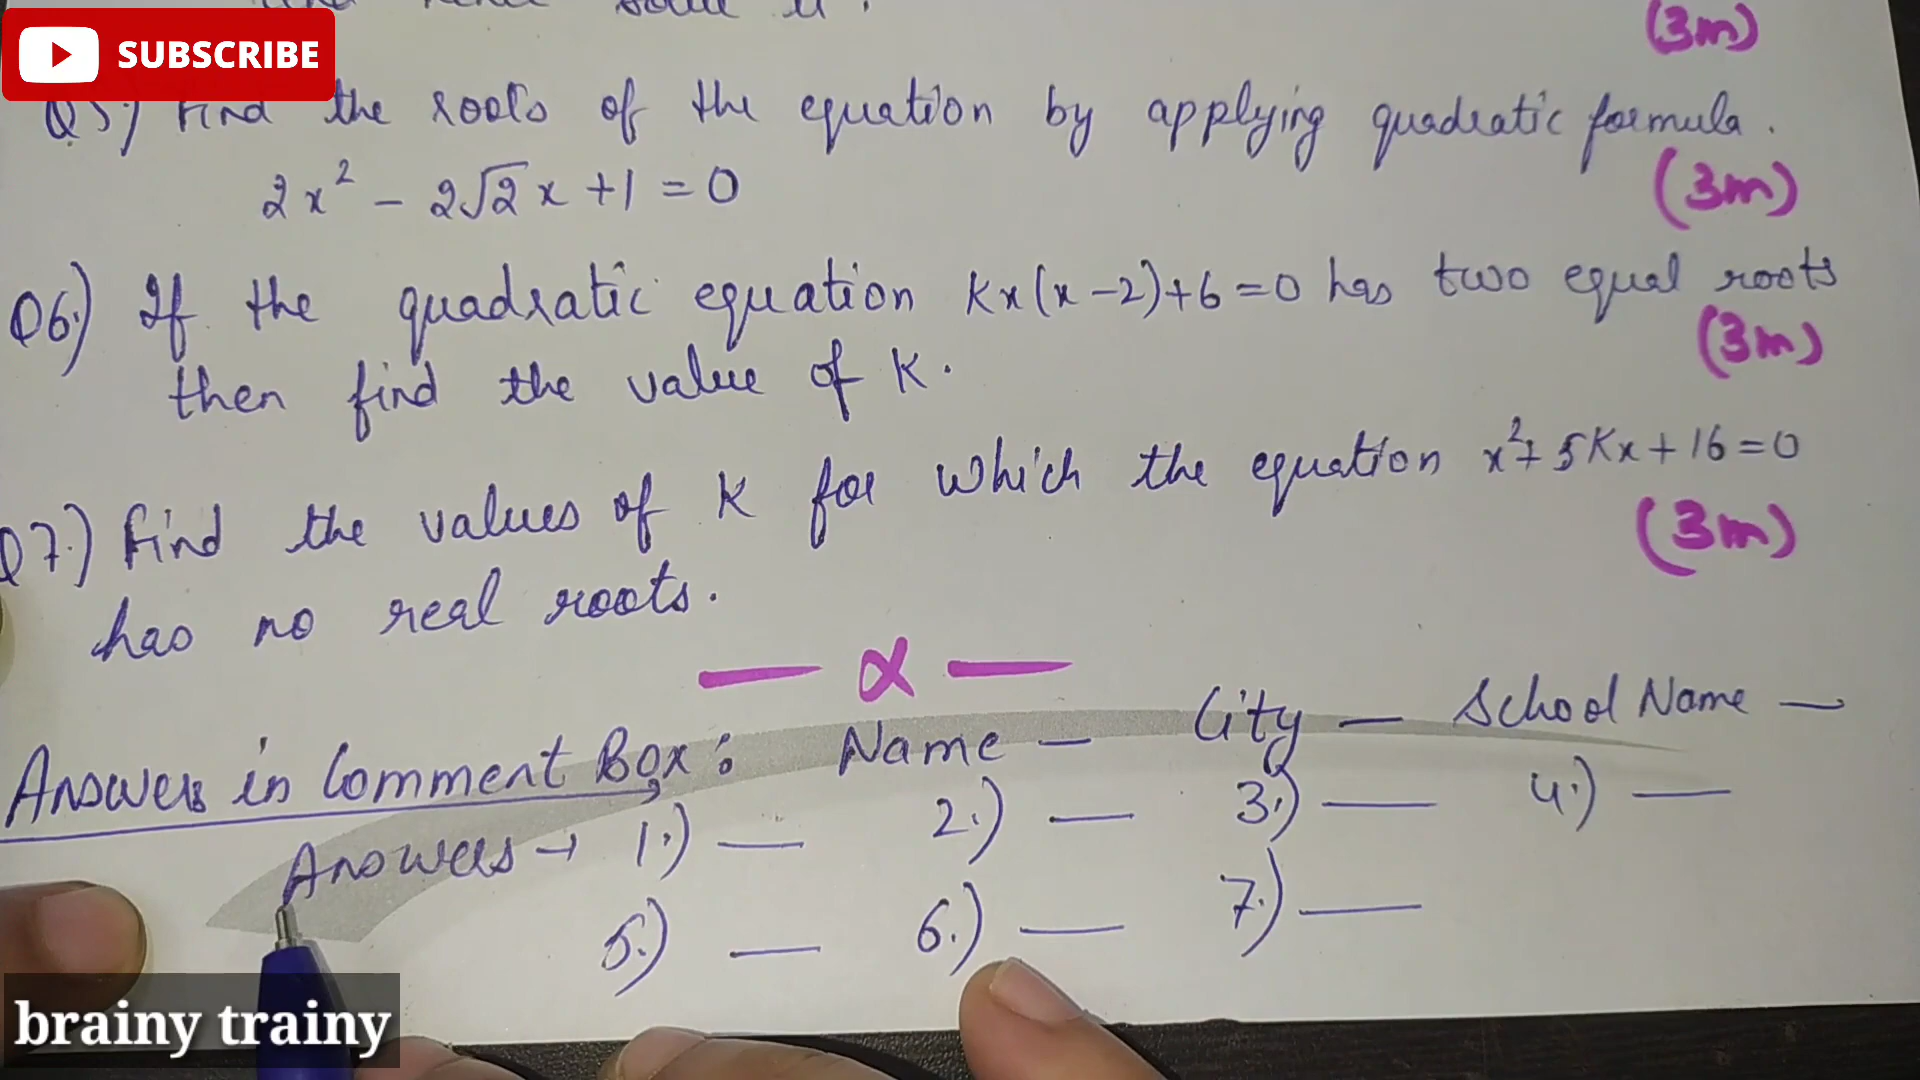 SUBSCRIBE
(3m)
Q5.) Find the roots of the equation by applying quadratic formula.
2x² - 2√2x + 1 = 0
(3m)
Q6.) If the quadratic equation Kx(x-2)+6=0 has two equal roots
then find the value of K.
(3m)
Q7.) Find the values of K for which the equation x²+5Kx+16=0
has no real roots.
(3m)
— x —
Answers in Comment Box: Name — City — School Name —
Answers → 1.) — 2.) — 3.) — 4.) —
5.) — 6.) — 7.) —
brainy trainy